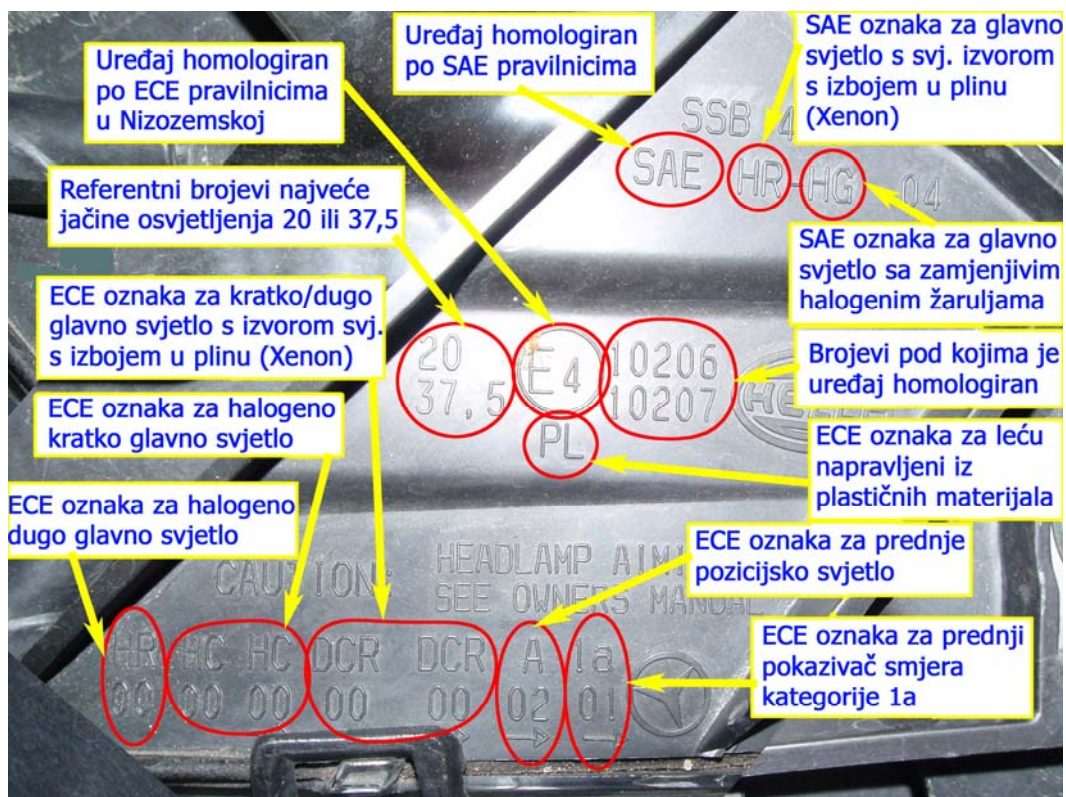 Uređaj homologiran
po ECE pravilnicima
u Nizozemskoj
Uređaj homologiran
po SAE pravilnicima
SAE oznaka za glavno
svjetlo s svj. izvorom
s izbojem u plinu
(Xenon)
SSB 4
SAE HR-HG 04
Referentni brojevi najveće
jačine osvjetljenja 20 ili 37,5
SAE oznaka za glavno
svjetlo sa zamjenjivim
halogenim žaruljama
ECE oznaka za kratko/dugo
glavno svjetlo s izvorom svj.
s izbojem u plinu (Xenon)
20
37,5
E4
10206
10207
PL
Brojevi pod kojima je
uređaj homologiran
ECE oznaka za halogeno
kratko glavno svjetlo
ECE oznaka za leću
napravljeni iz
plastičnih materijala
ECE oznaka za halogeno
dugo glavno svjetlo
ECE oznaka za prednje
pozicijsko svjetlo
CAUTION: HEADLAMP
SEE OWNERS MANUAL
ECE oznaka za prednji
pokazivač smjera
kategorije 1a
HR HC HC DCR DCR A 1a
00 00 00 00 00 02 01